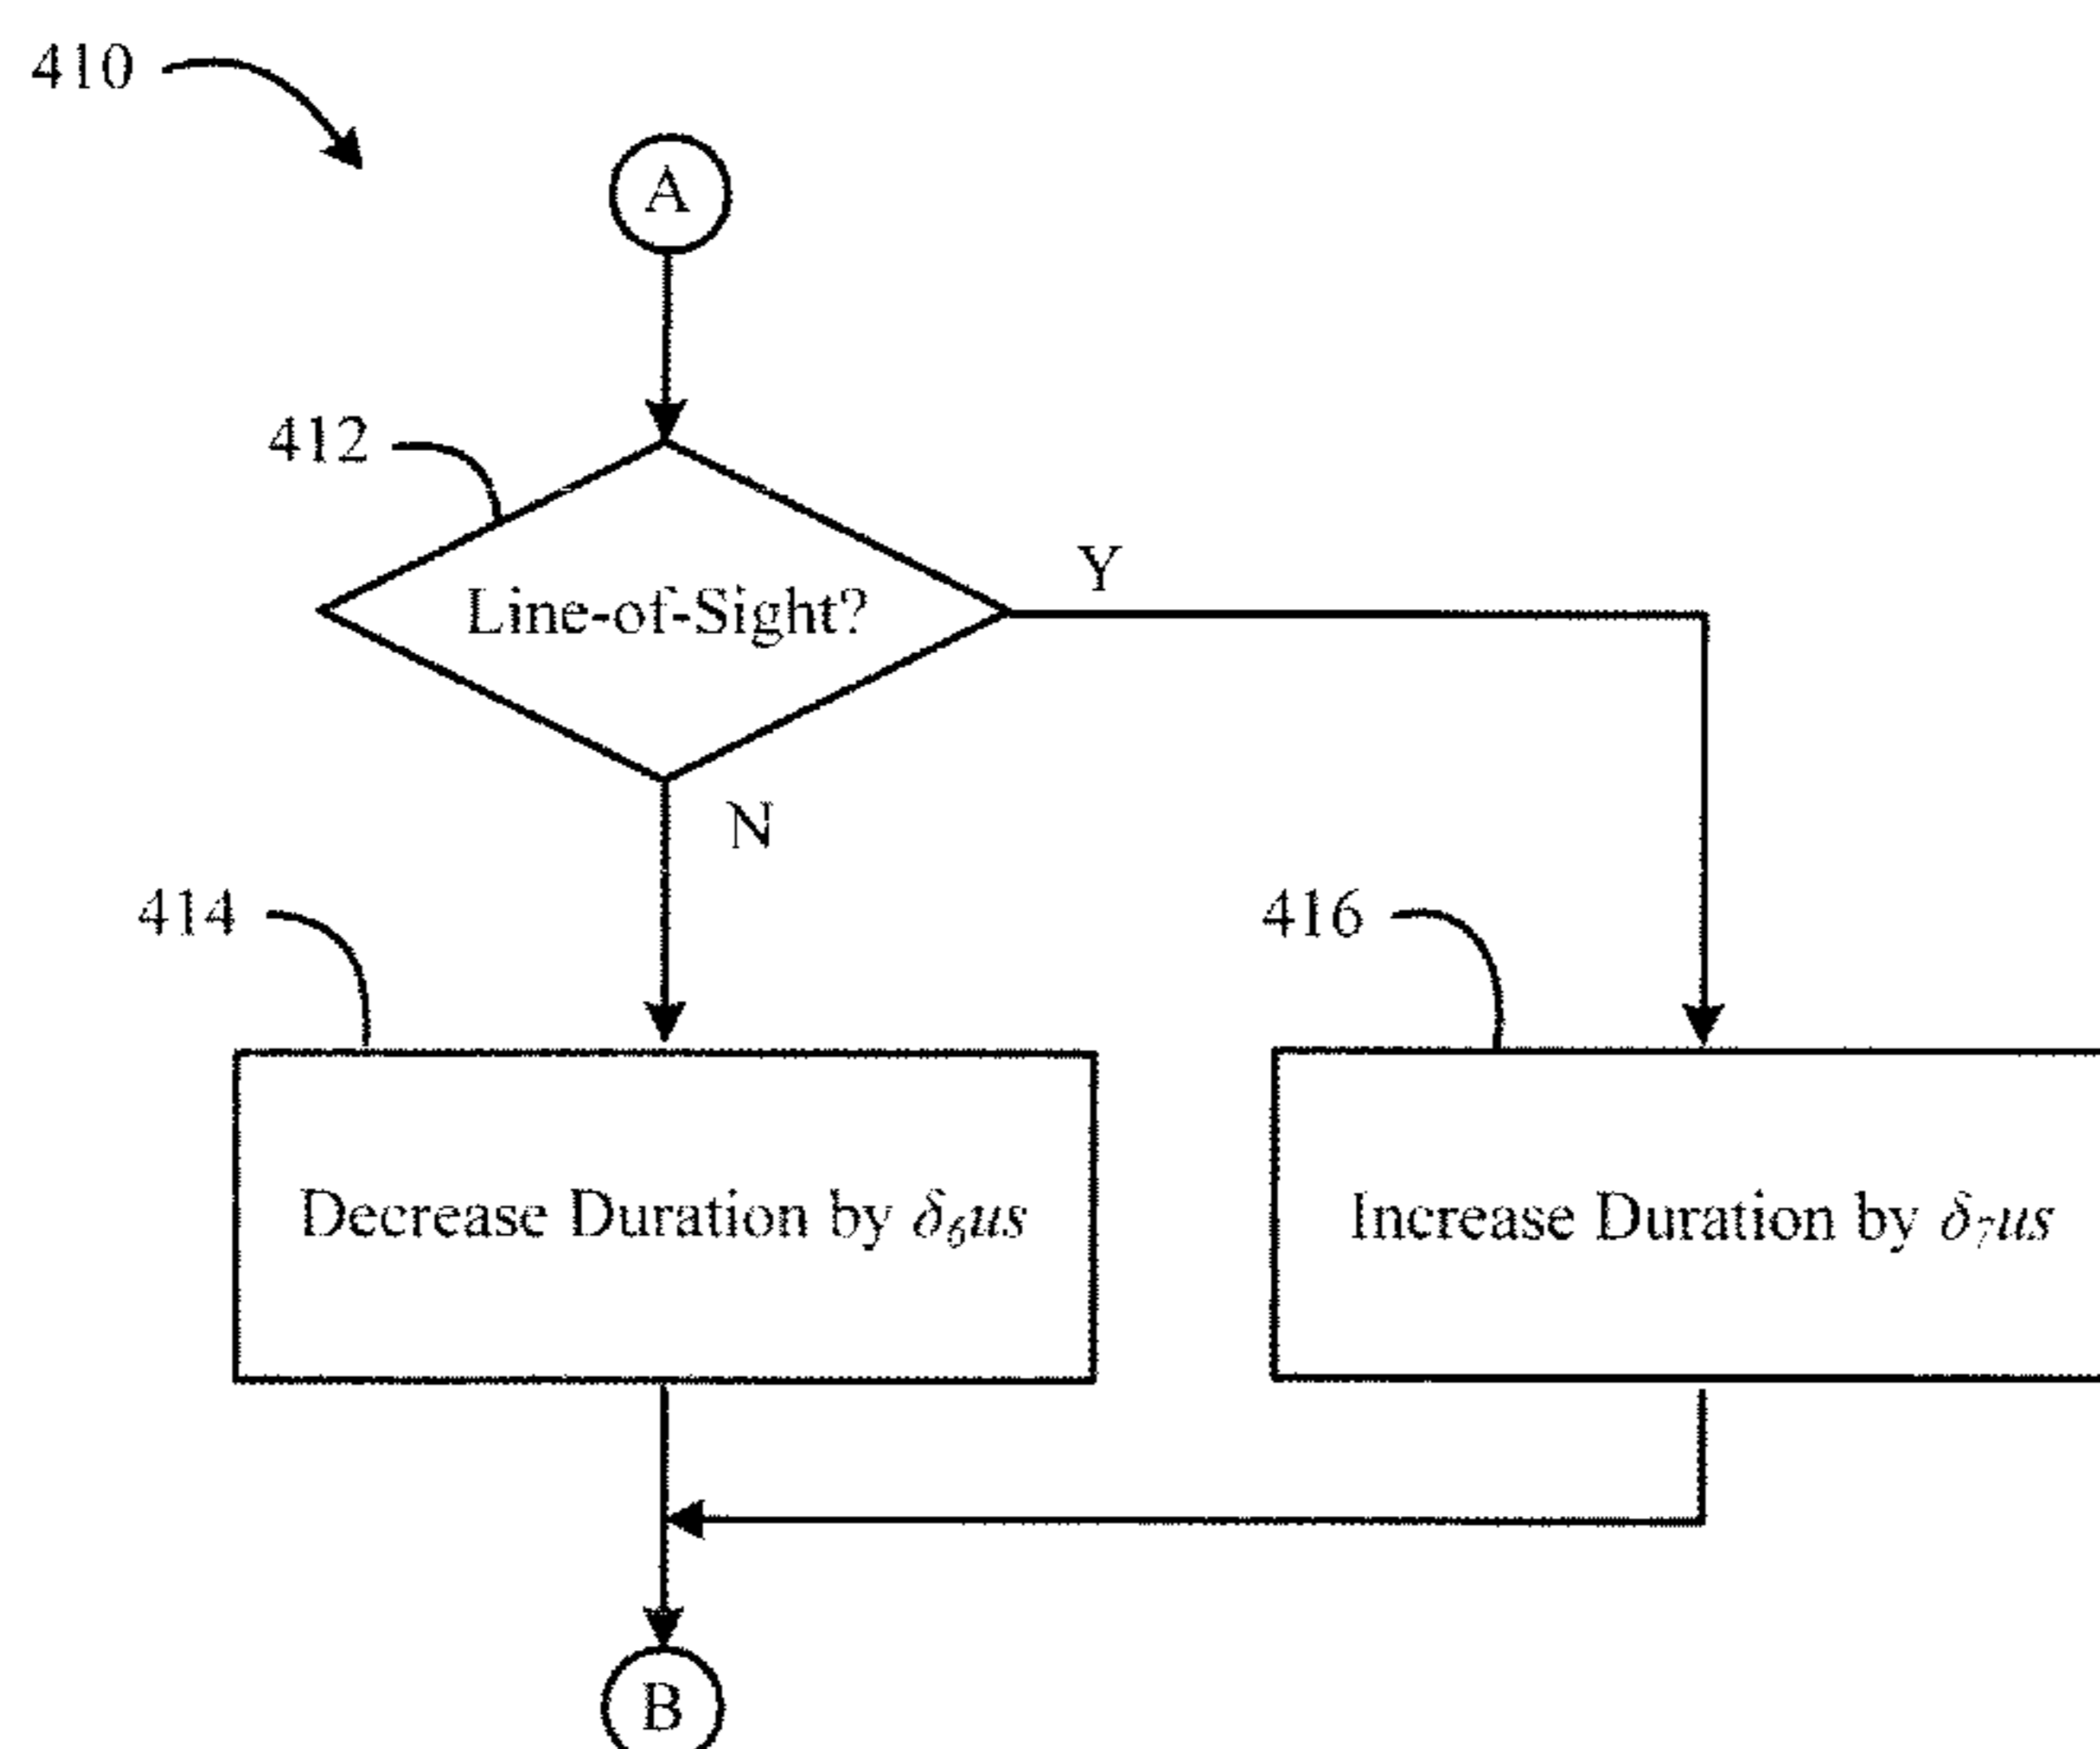 410
A
412
Line-of-Sight?
Y
N
414
416
Decrease Duration by δ₆us
Increase Duration by δ₇us
B